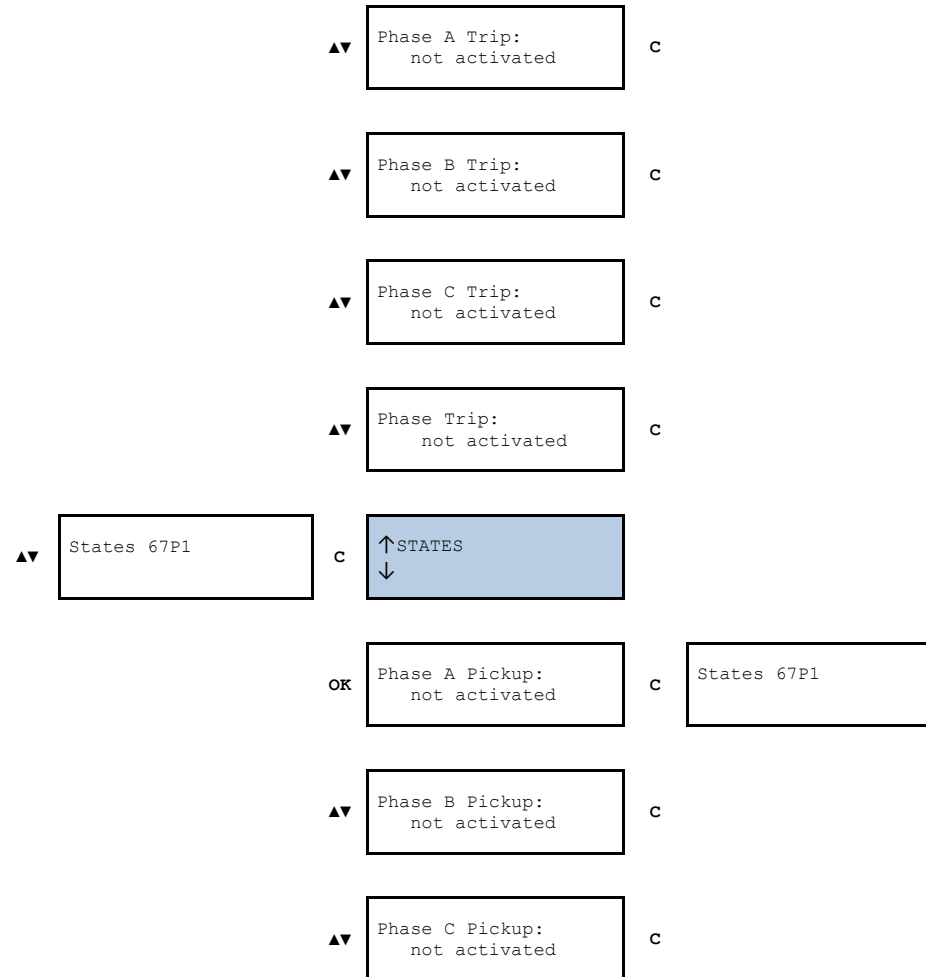 ▲▼ Phase A Trip: C
not activated
▲▼ Phase B Trip: C
not activated
▲▼ Phase C Trip: C
not activated
▲▼ Phase Trip: C
not activated
▲▼ States 67P1 C ↑STATES
↓
OK Phase A Pickup: C States 67P1
not activated
▲▼ Phase B Pickup: C
not activated
▲▼ Phase C Pickup: C
not activated